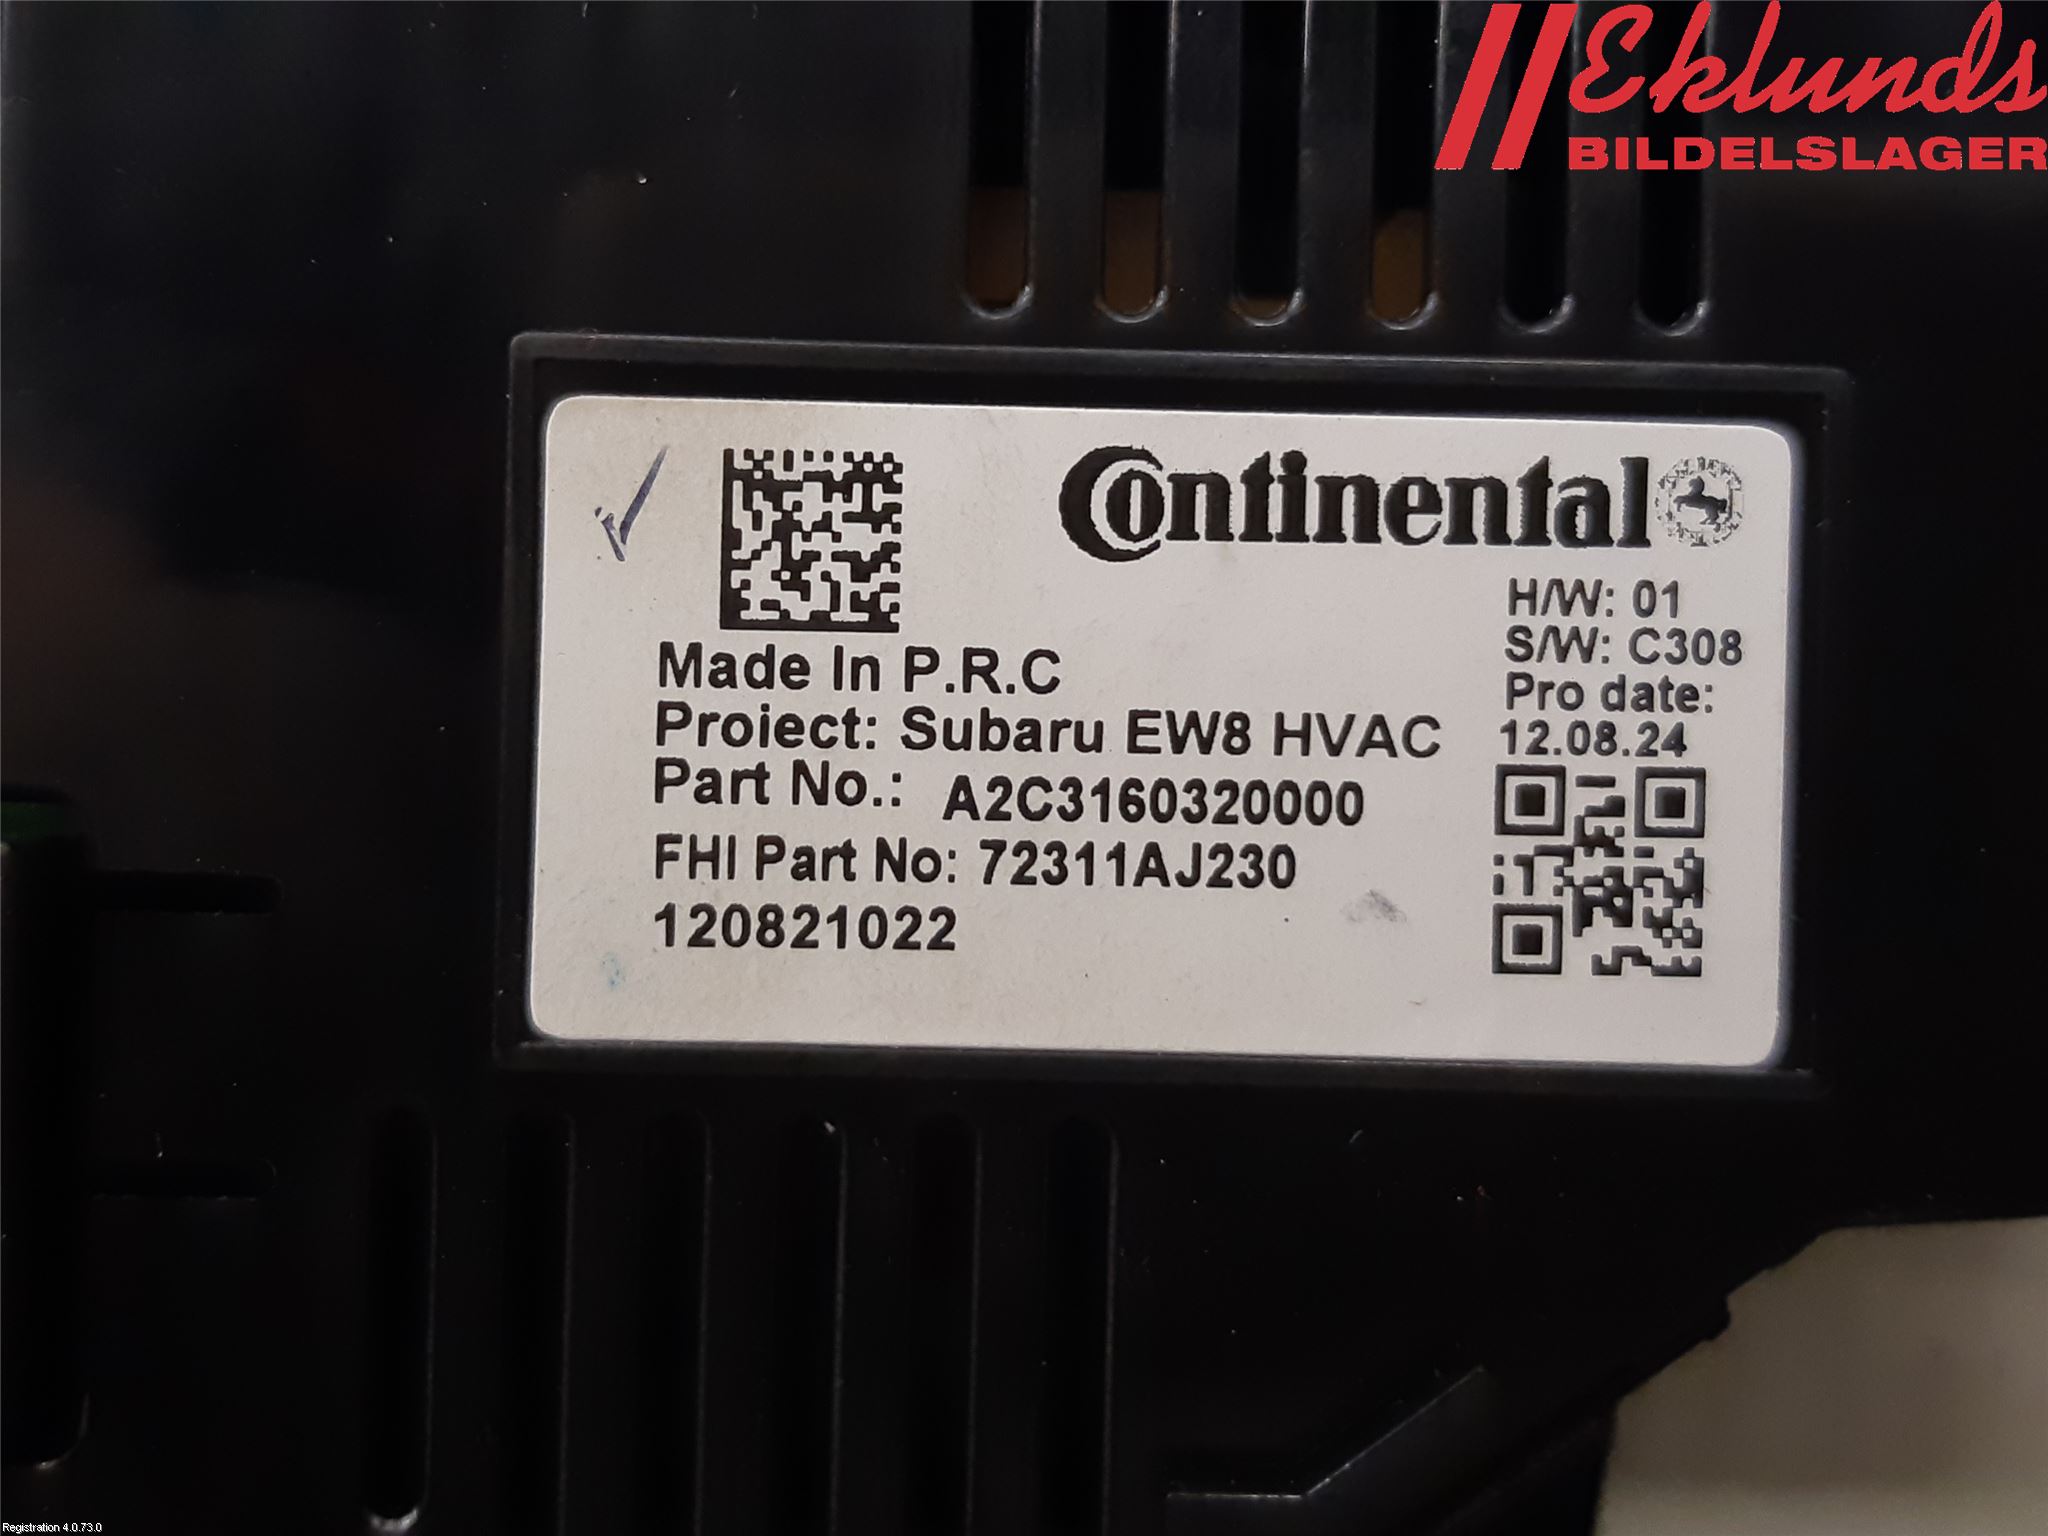 Eklunds
BILDELSLAGER
Continental
H/W: 01
S/W: C308
Pro date:
12.08.24
Made In P.R.C
Proiect: Subaru EW8 HVAC
Part No.: A2C3160320000
FHI Part No: 72311AJ230
120821022
Registration 4.0.73.0